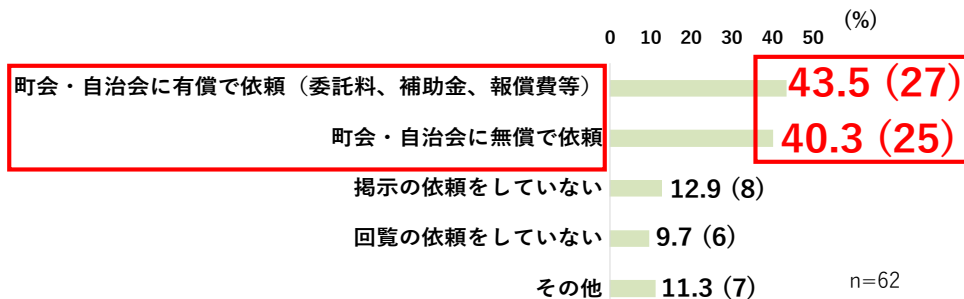 (%)
0 10 20 30 40 50
町会・自治会に有償で依頼（委託料、補助金、報償費等） 43.5 (27)
町会・自治会に無償で依頼 40.3 (25)
掲示の依頼をしていない 12.9 (8)
回覧の依頼をしていない 9.7 (6)
その他 11.3 (7)
n=62